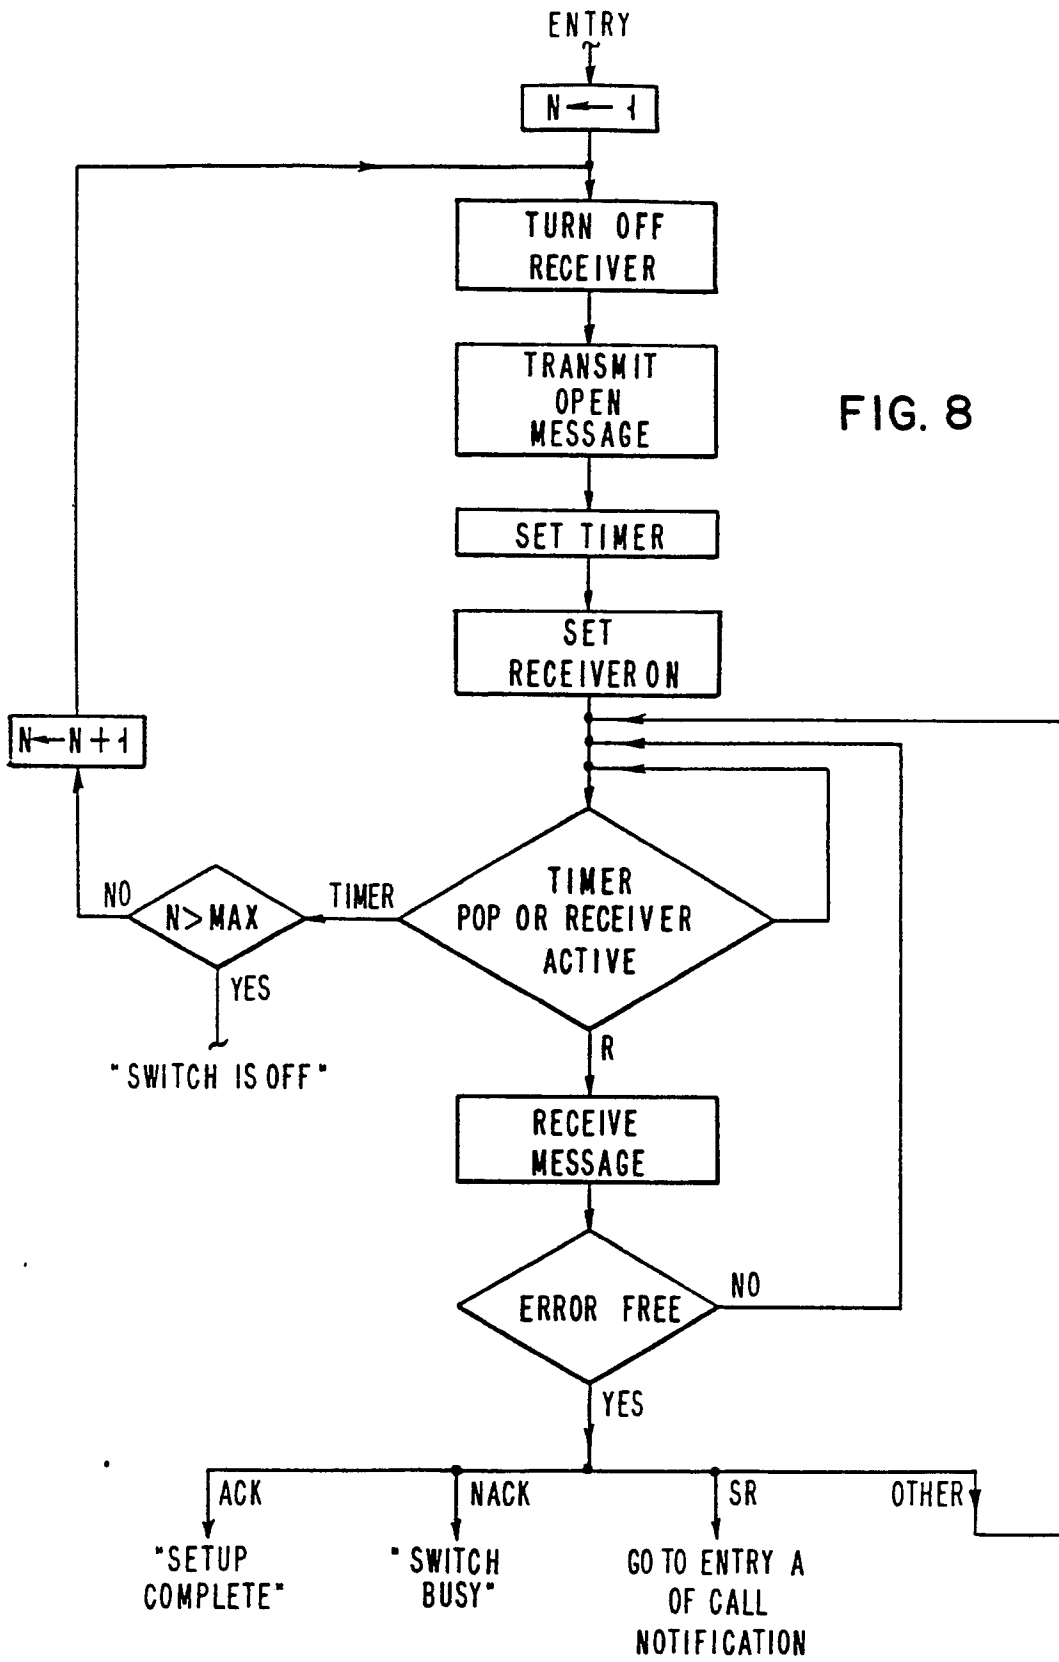 ENTRY
N ← 1
TURN OFF
RECEIVER
TRANSMIT
OPEN
MESSAGE
FIG. 8
SET TIMER
SET
RECEIVER ON
N←N+1
NO
N>MAX
TIMER
TIMER
POP OR RECEIVER
ACTIVE
YES
"SWITCH IS OFF"
R
RECEIVE
MESSAGE
ERROR FREE
NO
YES
ACK
NACK
SR
OTHER
"SETUP
COMPLETE"
"SWITCH
BUSY"
GO TO ENTRY A
OF CALL
NOTIFICATION